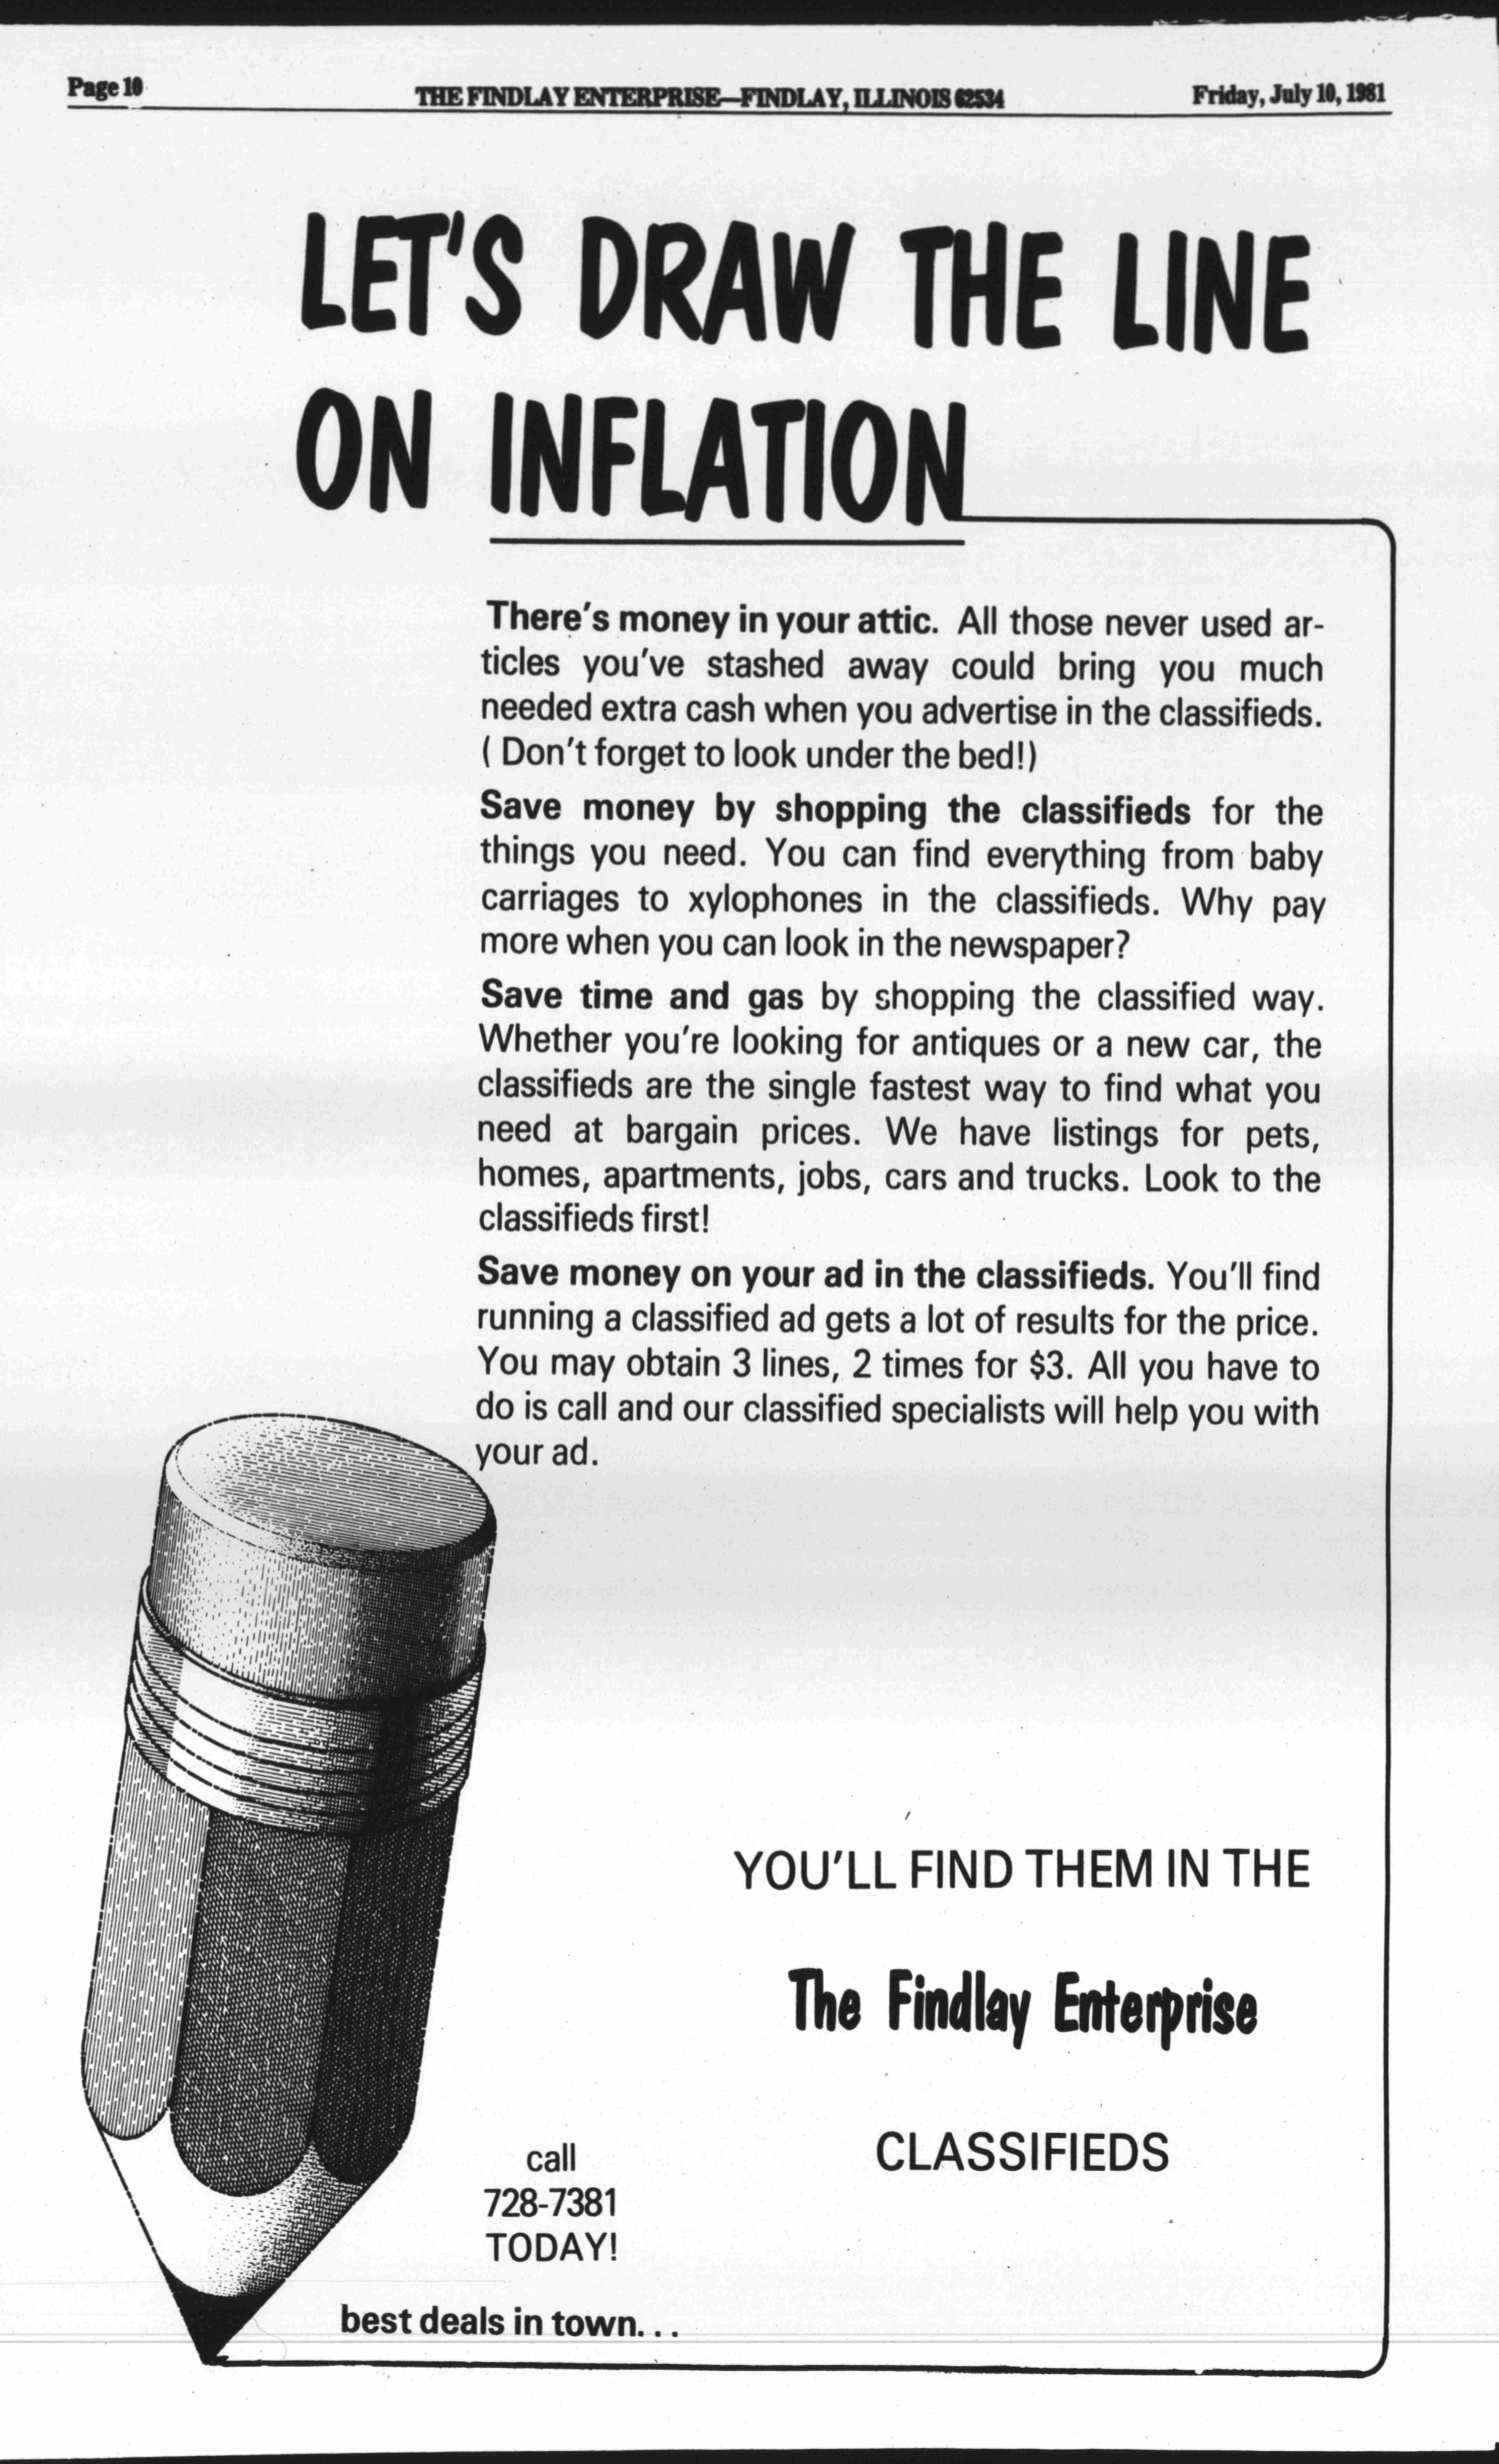 Page 10
THE FINDLAY ENTERPRISE—FINDLAY, ILLINOIS 62534
Friday, July 10, 1981
LET'S DRAW THE LINE
ON INFLATION
There's money in your attic. All those never used ar-
ticles you've stashed away could bring you much
needed extra cash when you advertise in the classifieds.
( Don't forget to look under the bed!)
Save money by shopping the classifieds for the
things you need. You can find everything from baby
carriages to xylophones in the classifieds. Why pay
more when you can look in the newspaper?
Save time and gas by shopping the classified way.
Whether you're looking for antiques or a new car, the
classifieds are the single fastest way to find what you
need at bargain prices. We have listings for pets,
homes, apartments, jobs, cars and trucks. Look to the
classifieds first!
Save money on your ad in the classifieds. You'll find
running a classified ad gets a lot of results for the price.
You may obtain 3 lines, 2 times for $3. All you have to
do is call and our classified specialists will help you with
your ad.
YOU'LL FIND THEM IN THE
The Findlay Enterprise
CLASSIFIEDS
call
728-7381
TODAY!
best deals in town. . .